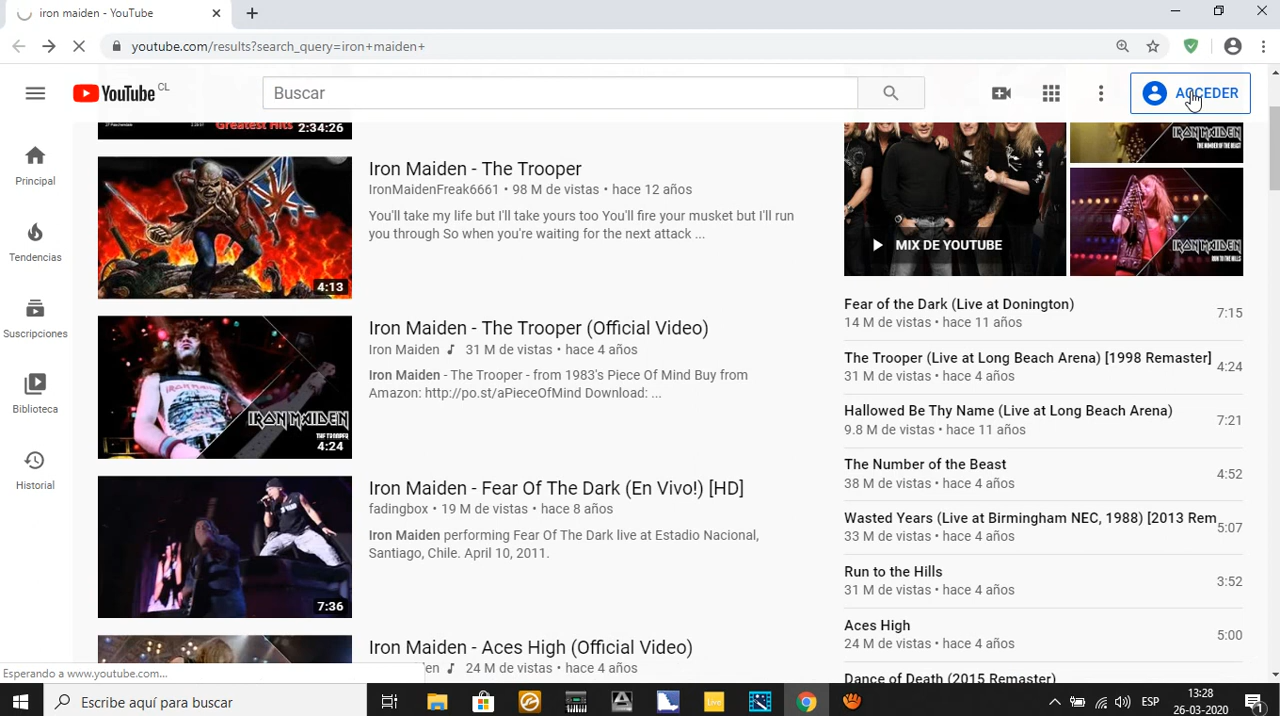 iron maiden - YouTube
youtube.com/results?search_query=iron+maiden+
YouTube CL
Buscar
ACCEDER
Principal
Tendencias
Suscripciones
Biblioteca
Historial
Greatest Hits 2:34:26
4:13
Iron Maiden - The Trooper
IronMaidenFreak6661 • 98 M de vistas • hace 12 años
You'll take my life but I'll take yours too You'll fire your musket but I'll run
you through So when you're waiting for the next attack ...
IRON MAIDEN
THE TROOPER
4:24
Iron Maiden - The Trooper (Official Video)
Iron Maiden ♪ 31 M de vistas • hace 4 años
Iron Maiden - The Trooper - from 1983's Piece Of Mind Buy from
Amazon: http://po.st/aPieceOfMind Download: ...
7:36
Iron Maiden - Fear Of The Dark (En Vivo!) [HD]
fadingbox • 19 M de vistas • hace 8 años
Iron Maiden performing Fear Of The Dark live at Estadio Nacional,
Santiago, Chile. April 10, 2011.
Iron Maiden - Aces High (Official Video)
en ♪ 24 M de vistas • hace 4 años
MIX DE YOUTUBE
IRON MAIDEN
THE NUMBER OF THE BEAST
IRON MAIDEN
RUN TO THE HILLS
Fear of the Dark (Live at Donington)
14 M de vistas • hace 11 años
7:15
The Trooper (Live at Long Beach Arena) [1998 Remaster]
31 M de vistas • hace 4 años
4:24
Hallowed Be Thy Name (Live at Long Beach Arena)
9.8 M de vistas • hace 11 años
7:21
The Number of the Beast
38 M de vistas • hace 4 años
4:52
Wasted Years (Live at Birmingham NEC, 1988) [2013 Rem
33 M de vistas • hace 4 años
5:07
Run to the Hills
31 M de vistas • hace 4 años
3:52
Aces High
24 M de vistas • hace 4 años
5:00
Dance of Death (2015 Remaster)
Esperando a www.youtube.com...
Escribe aquí para buscar
Live
ESP
13:28
26-03-2020
1